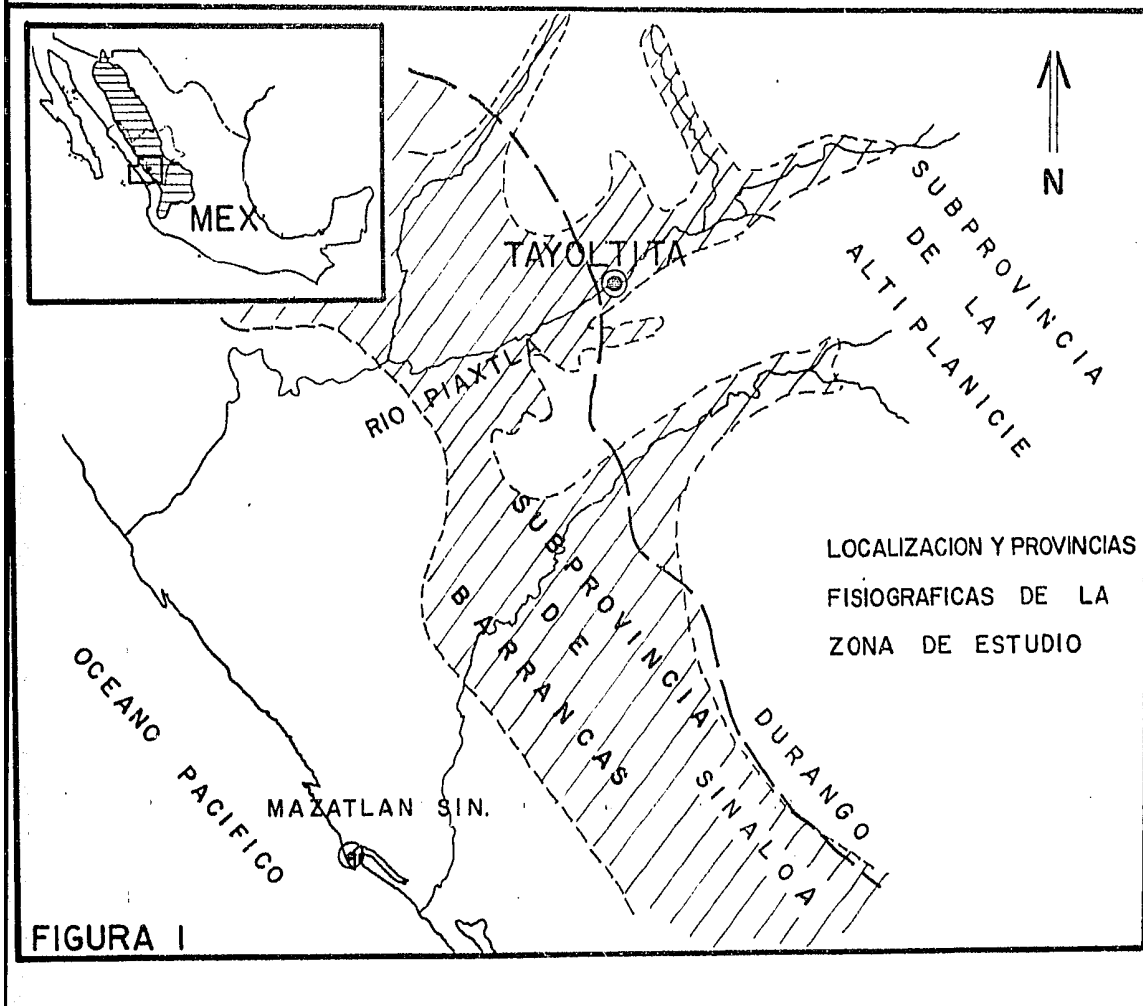 MEX
N
TAYOLTITA
SUBPROVINCIA
DE
LA
ALTIPLANICIE
RIO PIAXTLA
SUBPROVINCIA
DE
BARRANCAS
LOCALIZACION Y PROVINCIAS
FISIOGRAFICAS DE LA
ZONA DE ESTUDIO
OCEANO PACIFICO
DURANGO
SINALOA
MAZATLAN SIN.
FIGURA 1